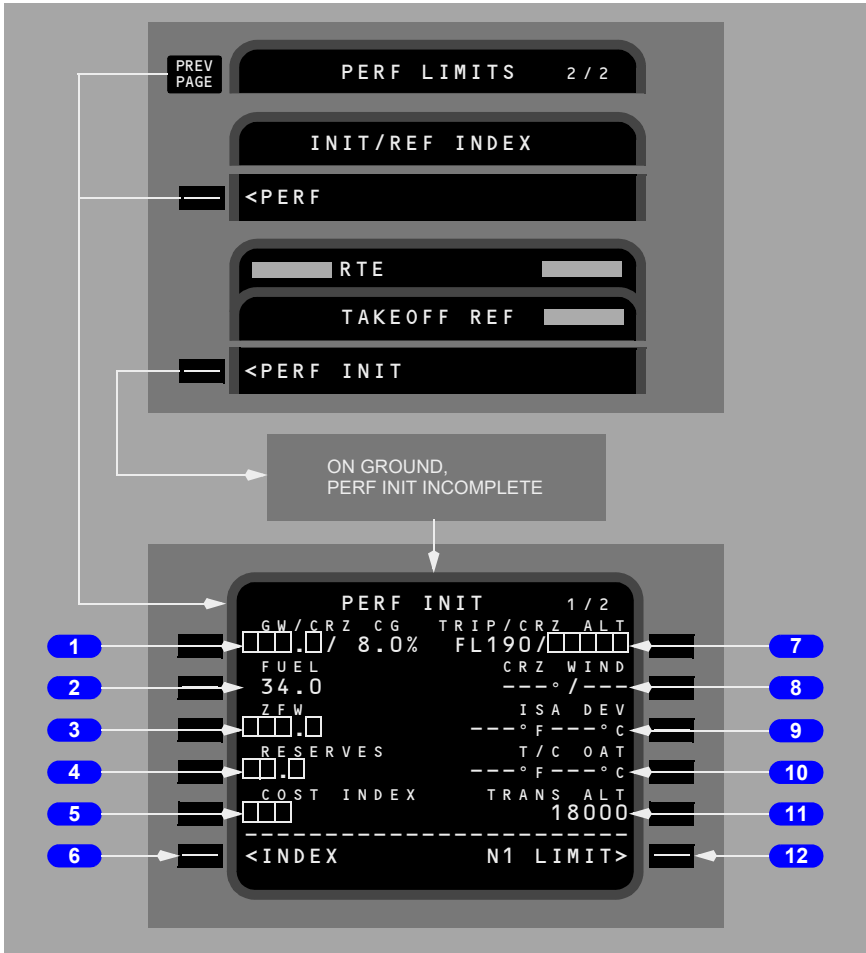 PREV
PAGE
PERF LIMITS 2/2
INIT/REF INDEX
<PERF
RTE
TAKEOFF REF
<PERF INIT
ON GROUND,
PERF INIT INCOMPLETE
PERF INIT 1/2
GW/CRZ CG TRIP/CRZ ALT
1 □□□.□/ 8.0% FL190/□□□□□ 7
FUEL CRZ WIND
2 34.0 ---°/--- 8
ZFW ISA DEV
3 □□□.□ ---°F---°C 9
RESERVES T/C OAT
4 □□.□ ---°F---°C 10
COST INDEX TRANS ALT
5 □□□ 18000 11
--------------------------
6 <INDEX N1 LIMIT> 12